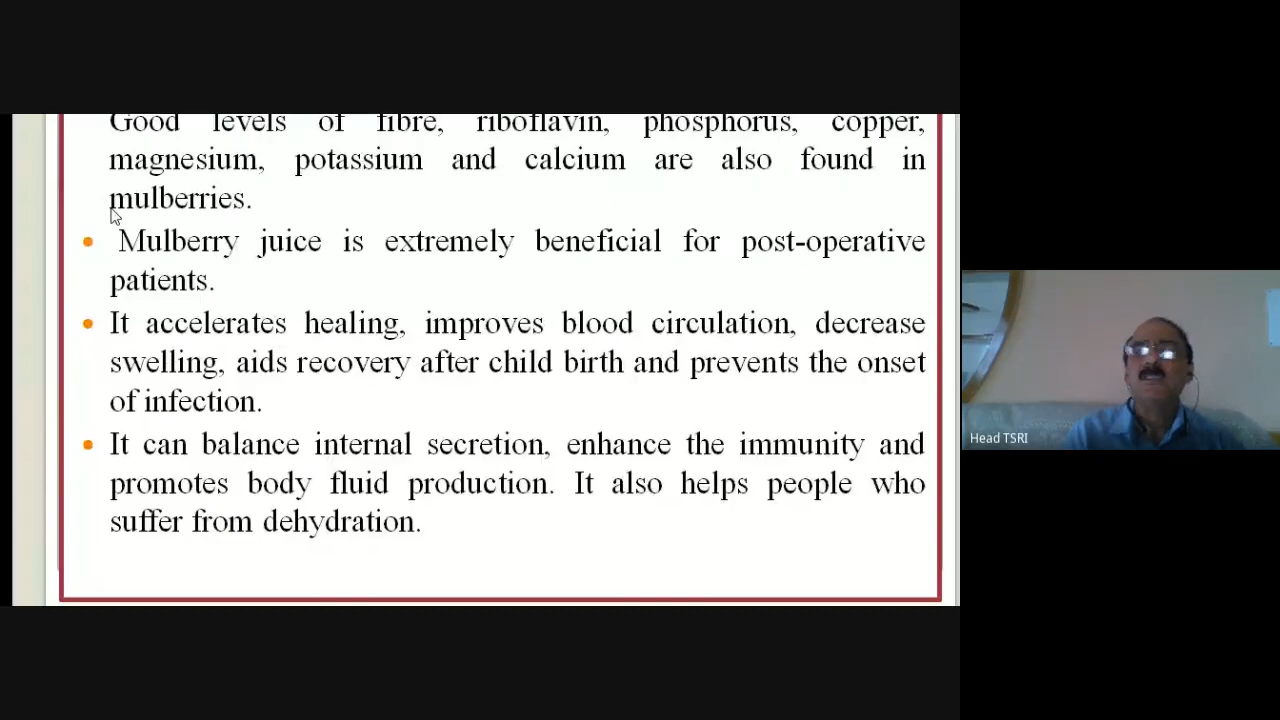 Good levels of fibre, riboflavin, phosphorus, copper,
magnesium, potassium and calcium are also found in
mulberries.
• Mulberry juice is extremely beneficial for post-operative
patients.
• It accelerates healing, improves blood circulation, decrease
swelling, aids recovery after child birth and prevents the onset
of infection.
• It can balance internal secretion, enhance the immunity and
promotes body fluid production. It also helps people who
suffer from dehydration.
Head TSRI